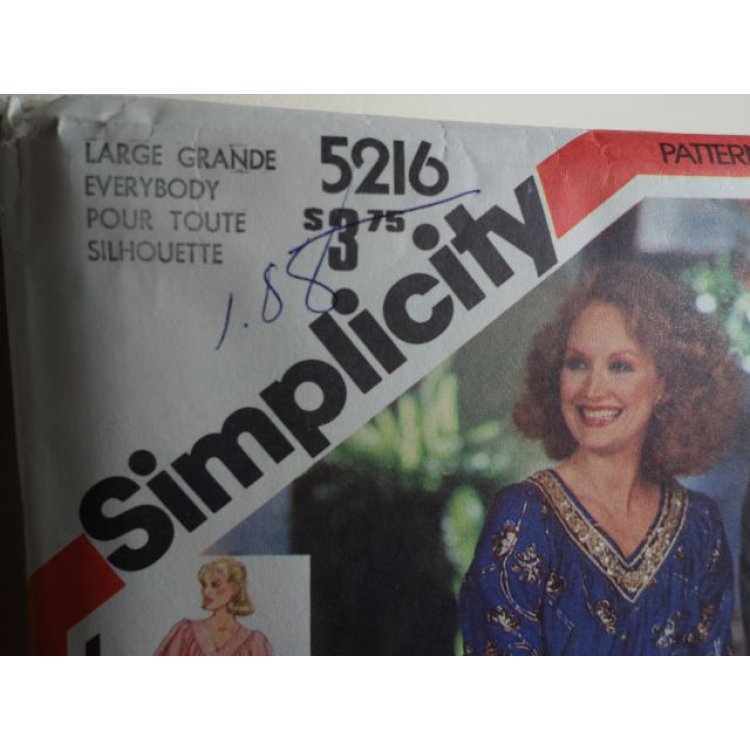 LARGE GRANDE
EVERYBODY
POUR TOUTE
SILHOUETTE
5216
$3.75
1.88
Simplicity
PATTERN